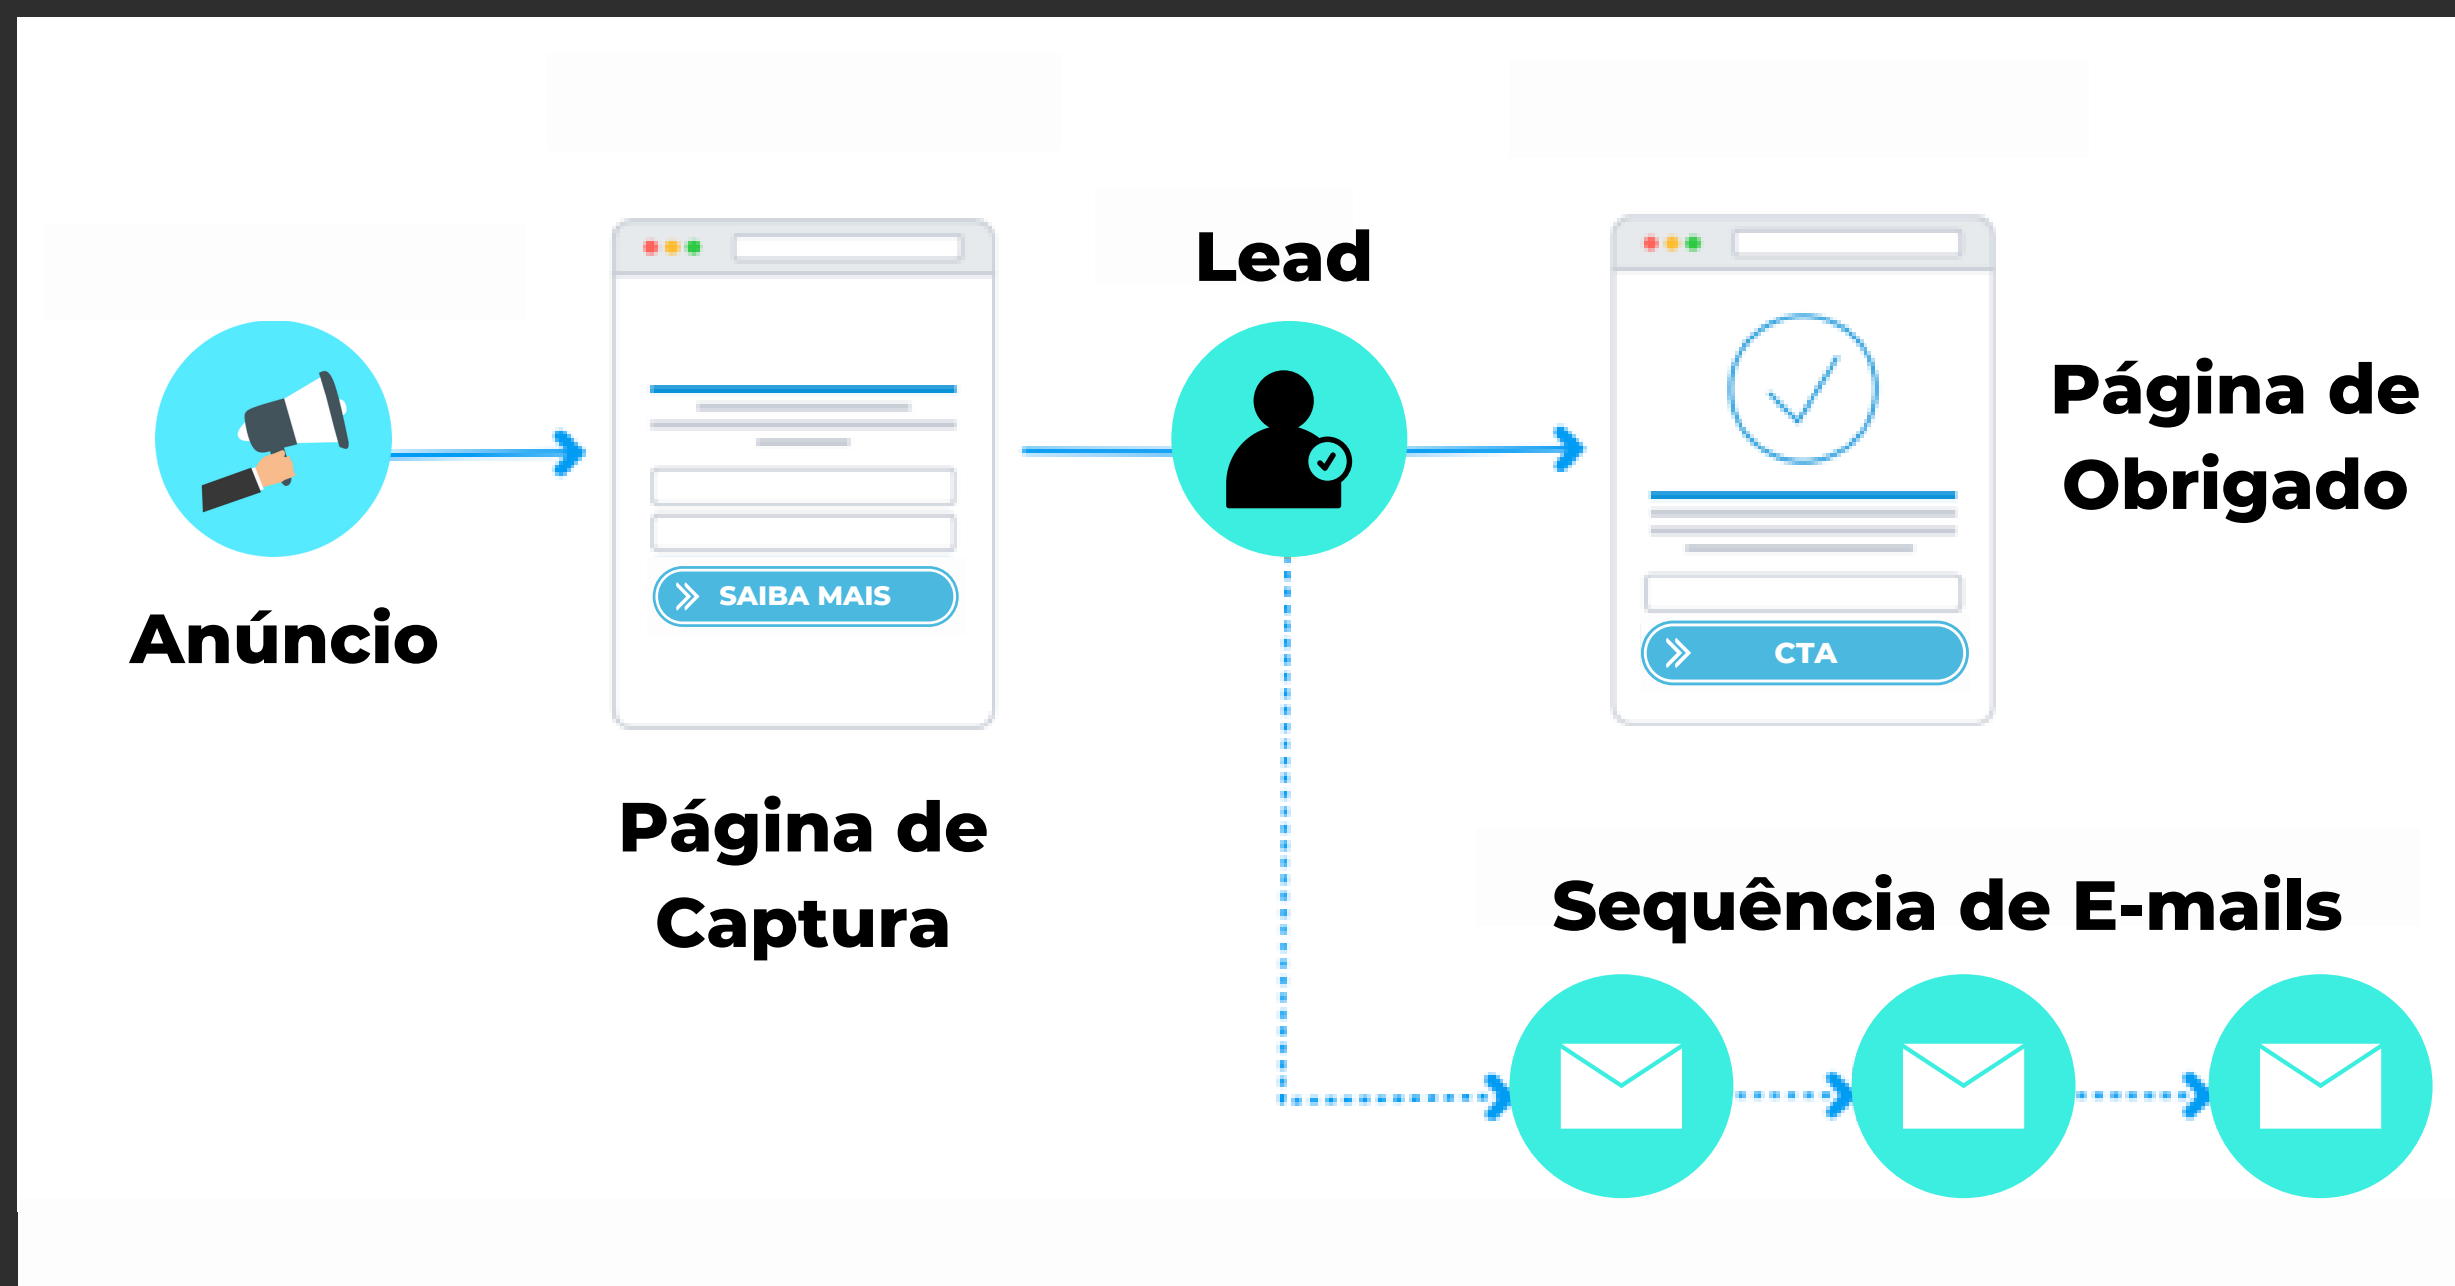 Anúncio
SAIBA MAIS
Página de
Captura
Lead
CTA
Página de
Obrigado
Sequência de E-mails